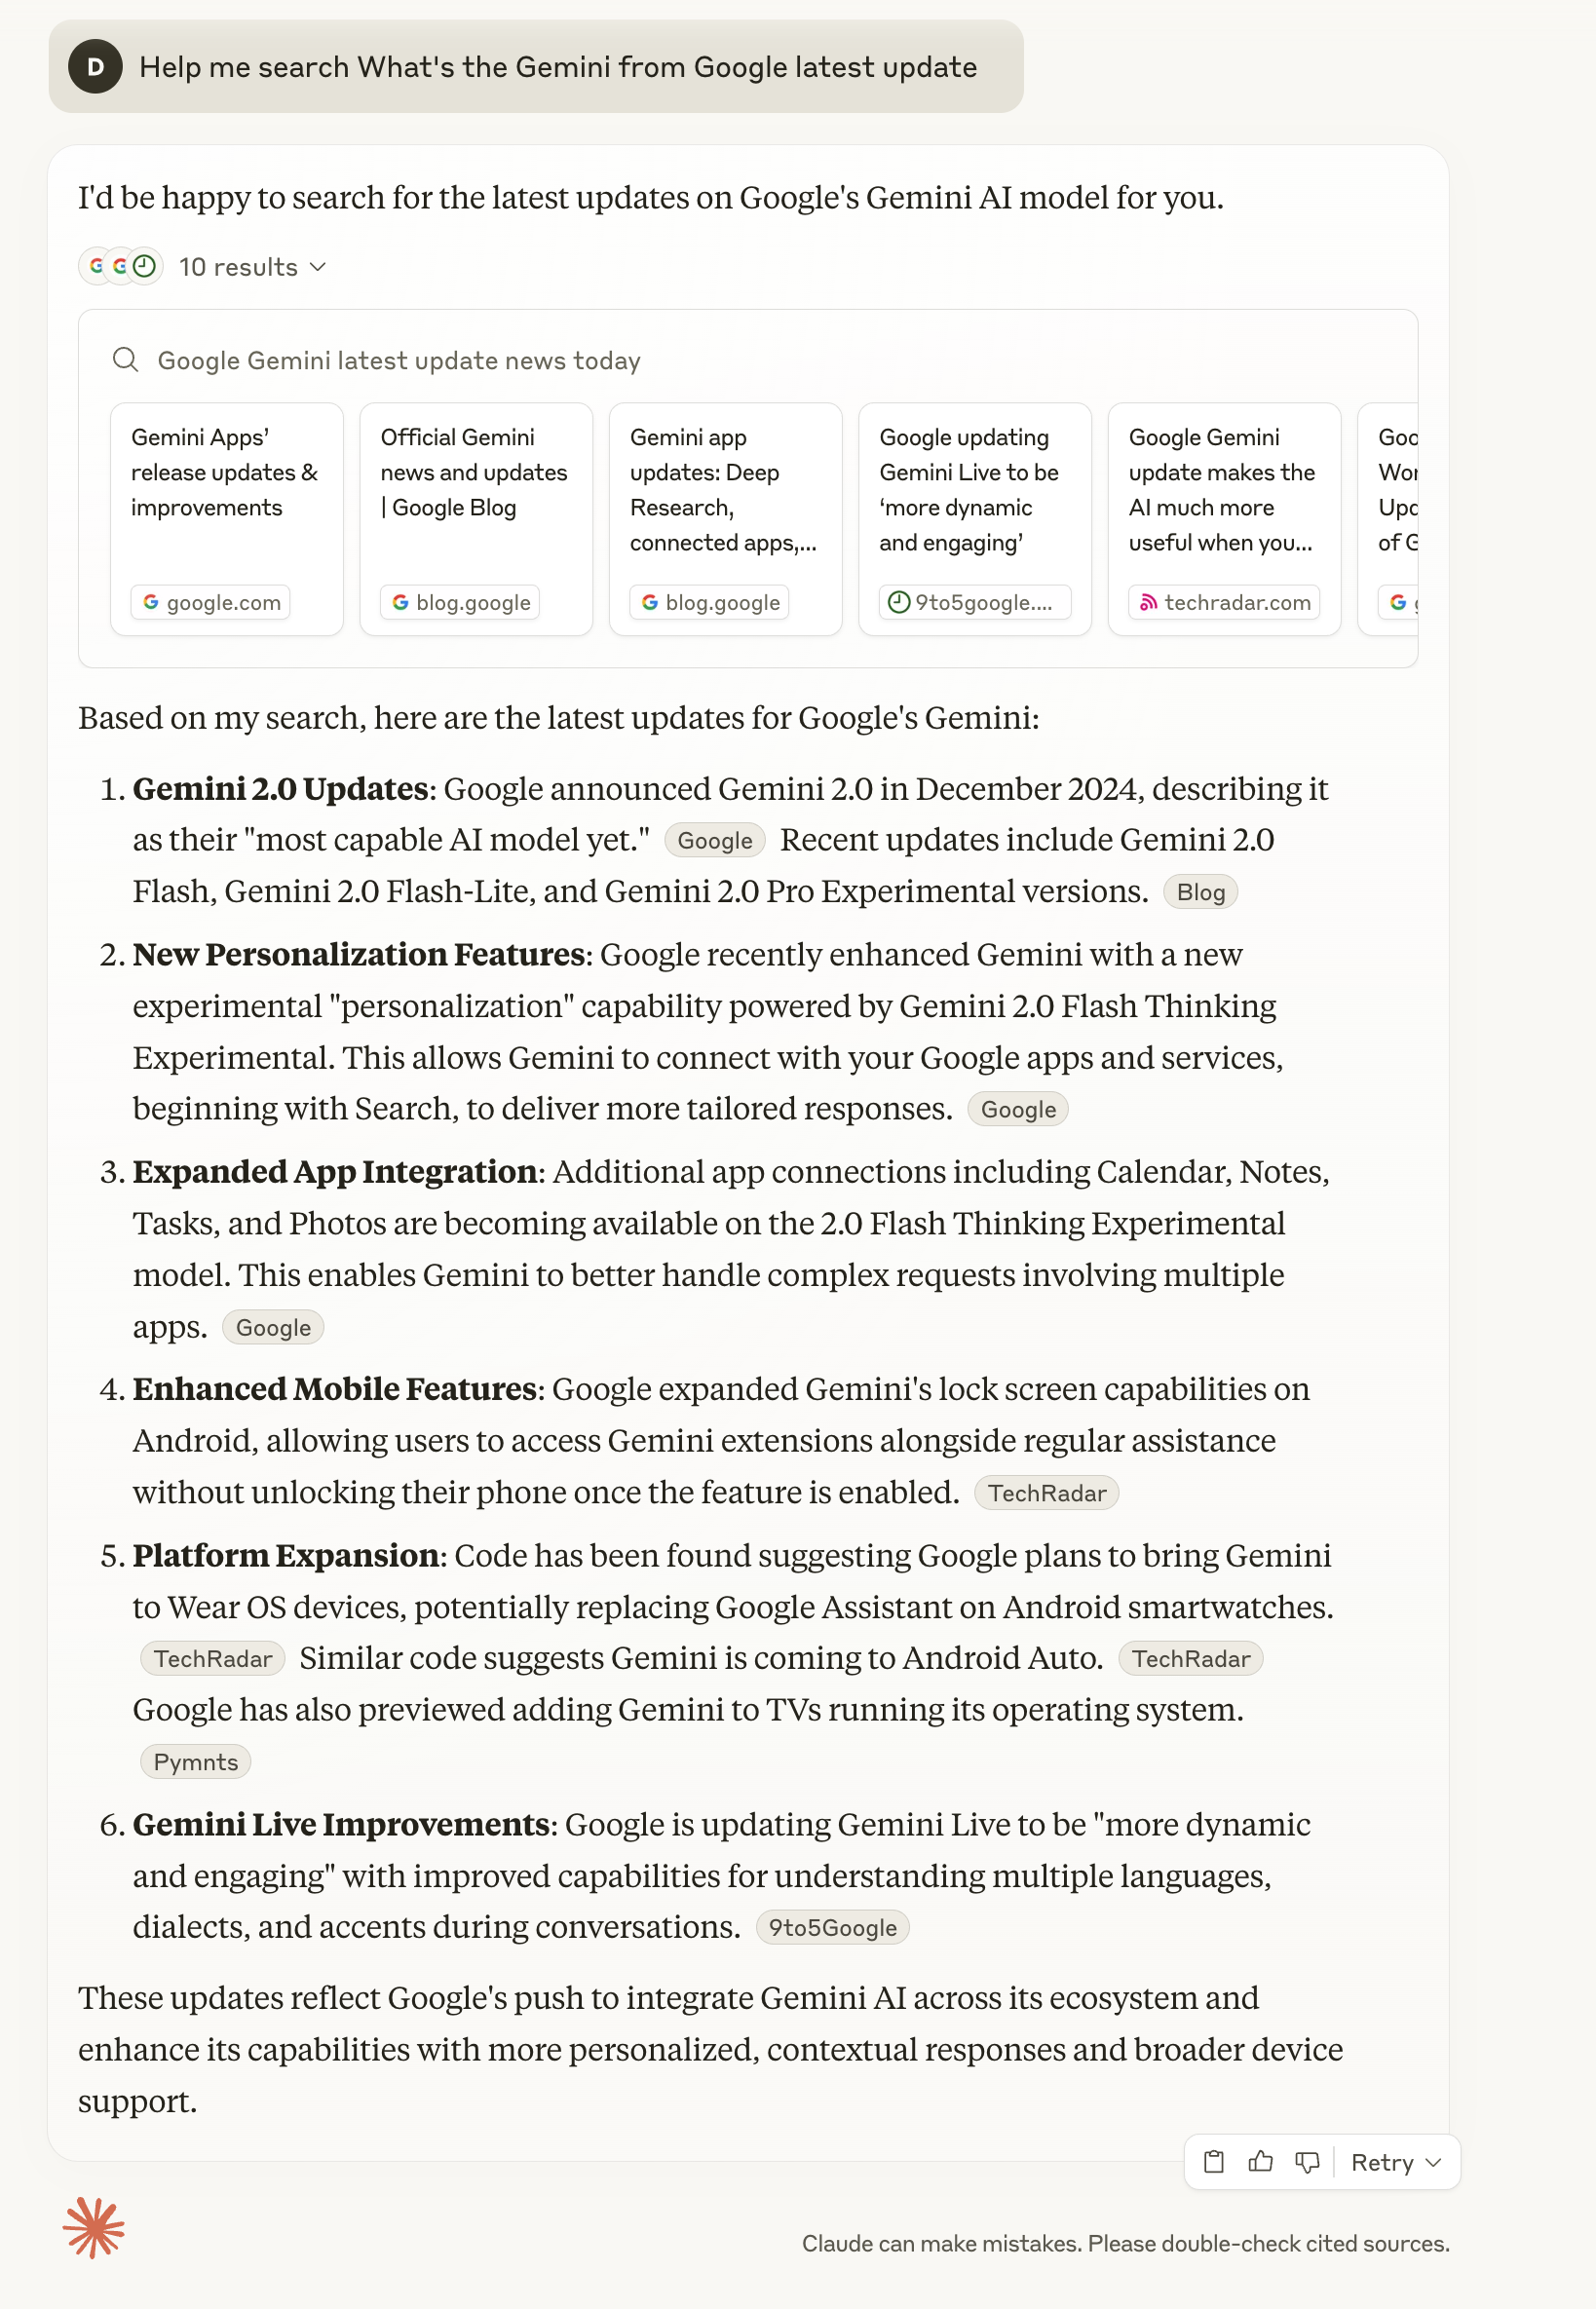 D
Help me search What's the Gemini from Google latest update
I'd be happy to search for the latest updates on Google's Gemini AI model for you.
10 results
Google Gemini latest update news today
Gemini Apps’
release updates &
improvements
google.com
Official Gemini
news and updates
| Google Blog
blog.google
Gemini app
updates: Deep
Research,
connected apps,...
blog.google
Google updating
Gemini Live to be
‘more dynamic
and engaging’
9to5google....
Google Gemini
update makes the
AI much more
useful when you...
techradar.com
of
Based on my search, here are the latest updates for Google's Gemini:
1. Gemini 2.0 Updates: Google announced Gemini 2.0 in December 2024, describing it
as their "most capable AI model yet." Google Recent updates include Gemini 2.0
Flash, Gemini 2.0 Flash-Lite, and Gemini 2.0 Pro Experimental versions. Blog
2. New Personalization Features: Google recently enhanced Gemini with a new
experimental "personalization" capability powered by Gemini 2.0 Flash Thinking
Experimental. This allows Gemini to connect with your Google apps and services,
beginning with Search, to deliver more tailored responses. Google
3. Expanded App Integration: Additional app connections including Calendar, Notes,
Tasks, and Photos are becoming available on the 2.0 Flash Thinking Experimental
model. This enables Gemini to better handle complex requests involving multiple
apps. Google
4. Enhanced Mobile Features: Google expanded Gemini's lock screen capabilities on
Android, allowing users to access Gemini extensions alongside regular assistance
without unlocking their phone once the feature is enabled. TechRadar
5. Platform Expansion: Code has been found suggesting Google plans to bring Gemini
to Wear OS devices, potentially replacing Google Assistant on Android smartwatches.
TechRadar Similar code suggests Gemini is coming to Android Auto. TechRadar
Google has also previewed adding Gemini to TVs running its operating system.
Pymnts
6. Gemini Live Improvements: Google is updating Gemini Live to be "more dynamic
and engaging" with improved capabilities for understanding multiple languages,
dialects, and accents during conversations. 9to5Google
These updates reflect Google's push to integrate Gemini AI across its ecosystem and
enhance its capabilities with more personalized, contextual responses and broader device
support.
Retry
Claude can make mistakes. Please double-check cited sources.